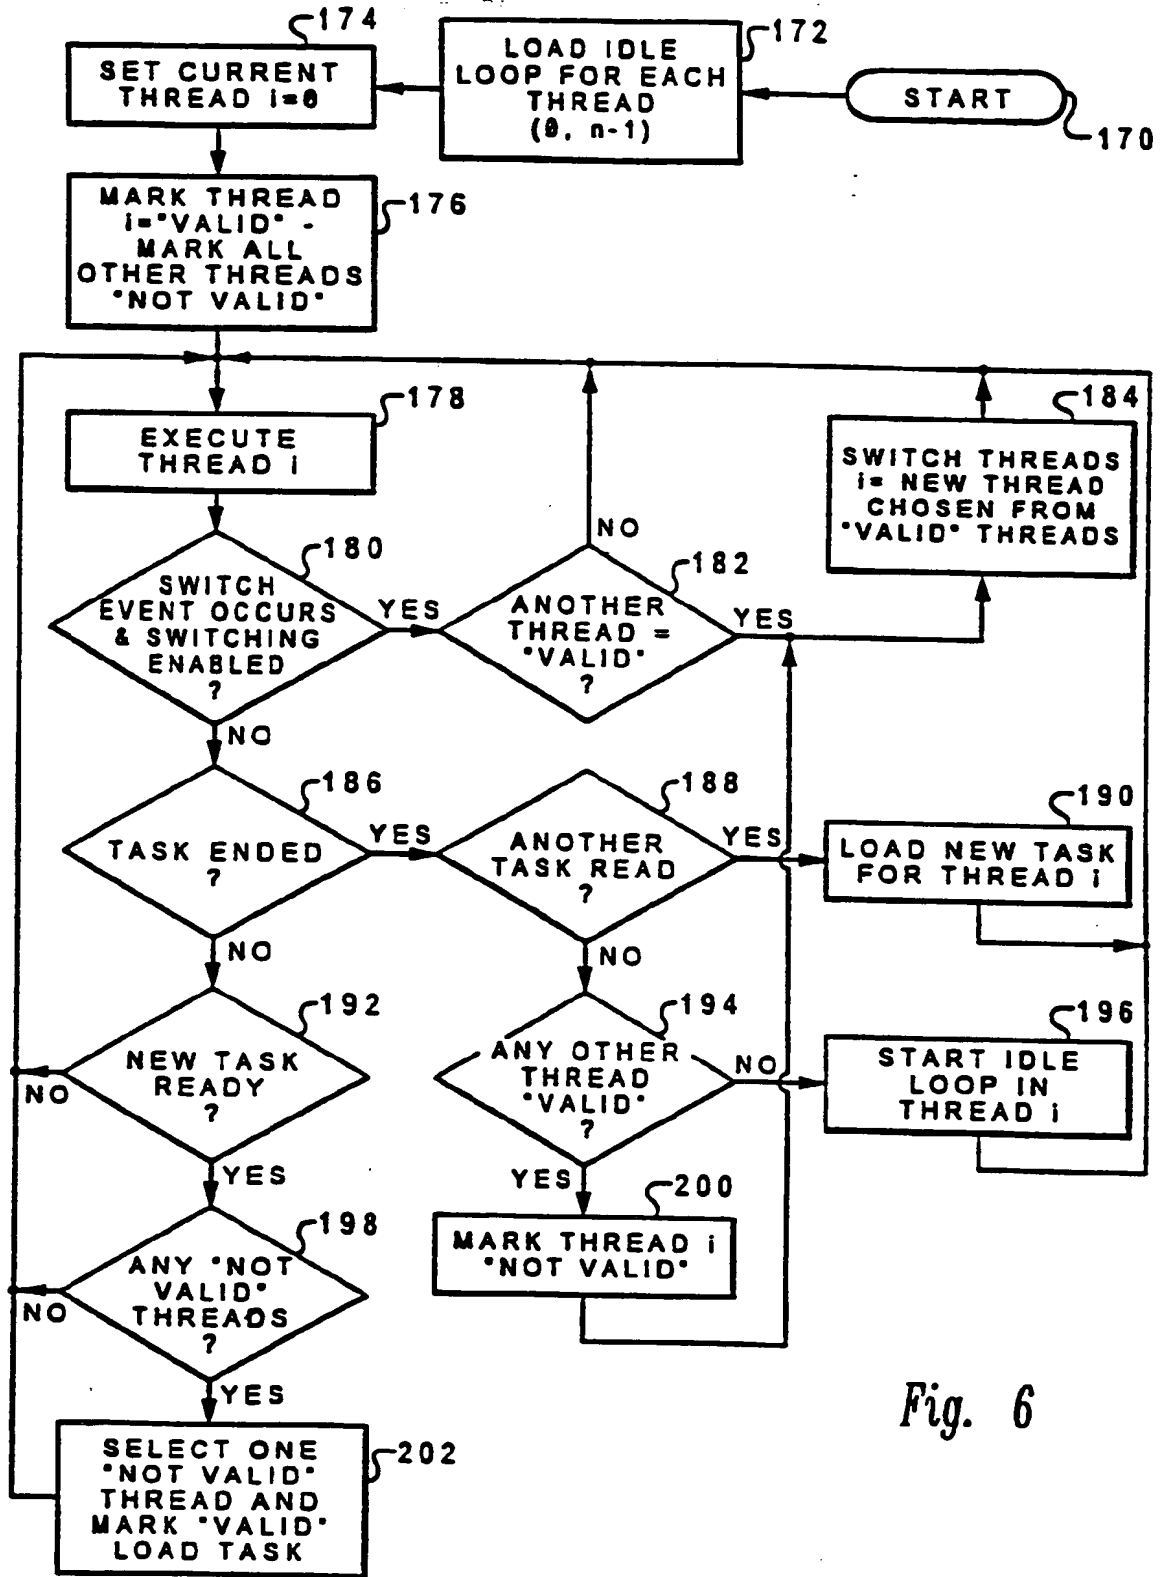 174
SET CURRENT
THREAD i=0
172
LOAD IDLE
LOOP FOR EACH
THREAD
(0, n-1)
START
170
176
MARK THREAD
i="VALID" -
MARK ALL
OTHER THREADS
"NOT VALID"
178
EXECUTE
THREAD i
184
SWITCH THREADS
i= NEW THREAD
CHOSEN FROM
"VALID" THREADS
180
SWITCH
EVENT OCCURS
& SWITCHING
ENABLED
?
YES
NO
182
ANOTHER
THREAD =
"VALID"
?
NO
YES
186
TASK ENDED
?
YES
NO
188
ANOTHER
TASK READ
?
YES
NO
190
LOAD NEW TASK
FOR THREAD i
192
NEW TASK
READY
?
NO
YES
194
ANY OTHER
THREAD
"VALID"
?
NO
YES
196
START IDLE
LOOP IN
THREAD i
198
ANY "NOT
VALID"
THREADS
?
NO
YES
200
MARK THREAD i
"NOT VALID"
202
SELECT ONE
"NOT VALID"
THREAD AND
MARK "VALID"
LOAD TASK
Fig. 6